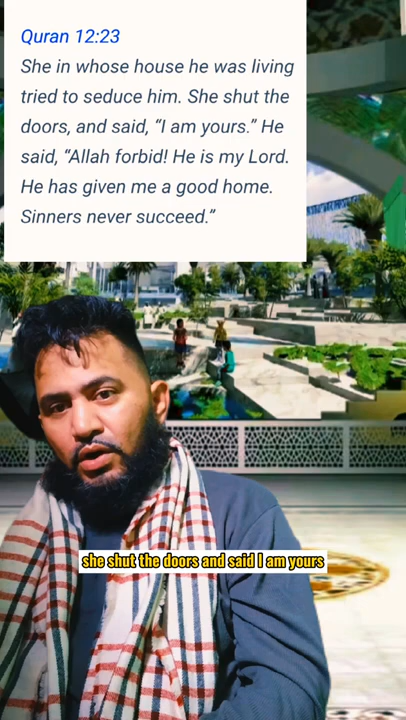 Quran 12:23
She in whose house he was living
tried to seduce him. She shut the
doors, and said, “I am yours.” He
said, “Allah forbid! He is my Lord.
He has given me a good home.
Sinners never succeed.”
she shut the doors and said I am yours